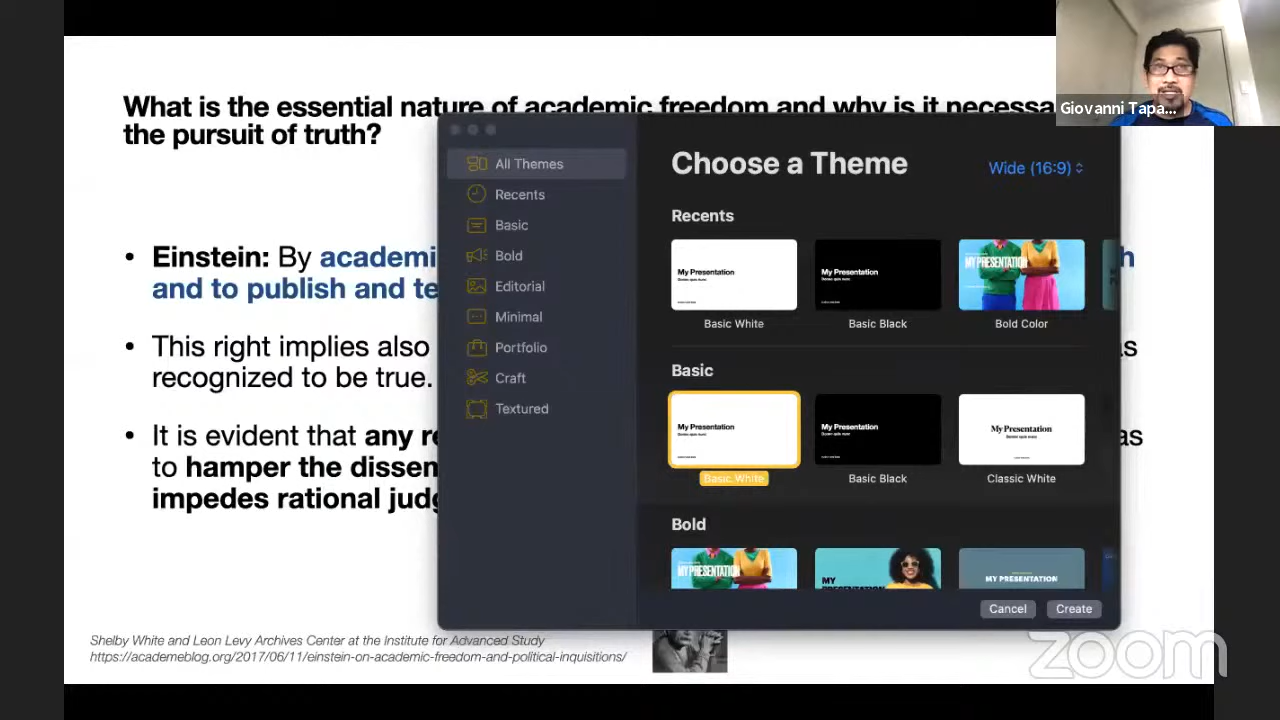 What is the essential nature of academic freedom and why is it necessa
the pursuit of truth?
Giovanni Tapa...
• Einstein: By academi
h
and to publish and te
• This right implies also
as
recognized to be true.
• It is evident that any re
as
to hamper the dissem
impedes rational judg
Shelby White and Leon Levy Archives Center at the Institute for Advanced Study
https://academeblog.org/2017/06/11/einstein-on-academic-freedom-and-political-inquisitions/
All Themes
Recents
Basic
Bold
Editorial
Minimal
Portfolio
Craft
Textured
Choose a Theme
Wide (16:9)
Recents
My Presentation
My Presentation
MY PRESENTATION
Basic White
Basic Black
Bold Color
Basic
My Presentation
My Presentation
My Presentation
Basic White
Basic Black
Classic White
Bold
MY PRESENTATION
MY
PRESENTATION
MY PRESENTATION
Cancel
Create
zoom